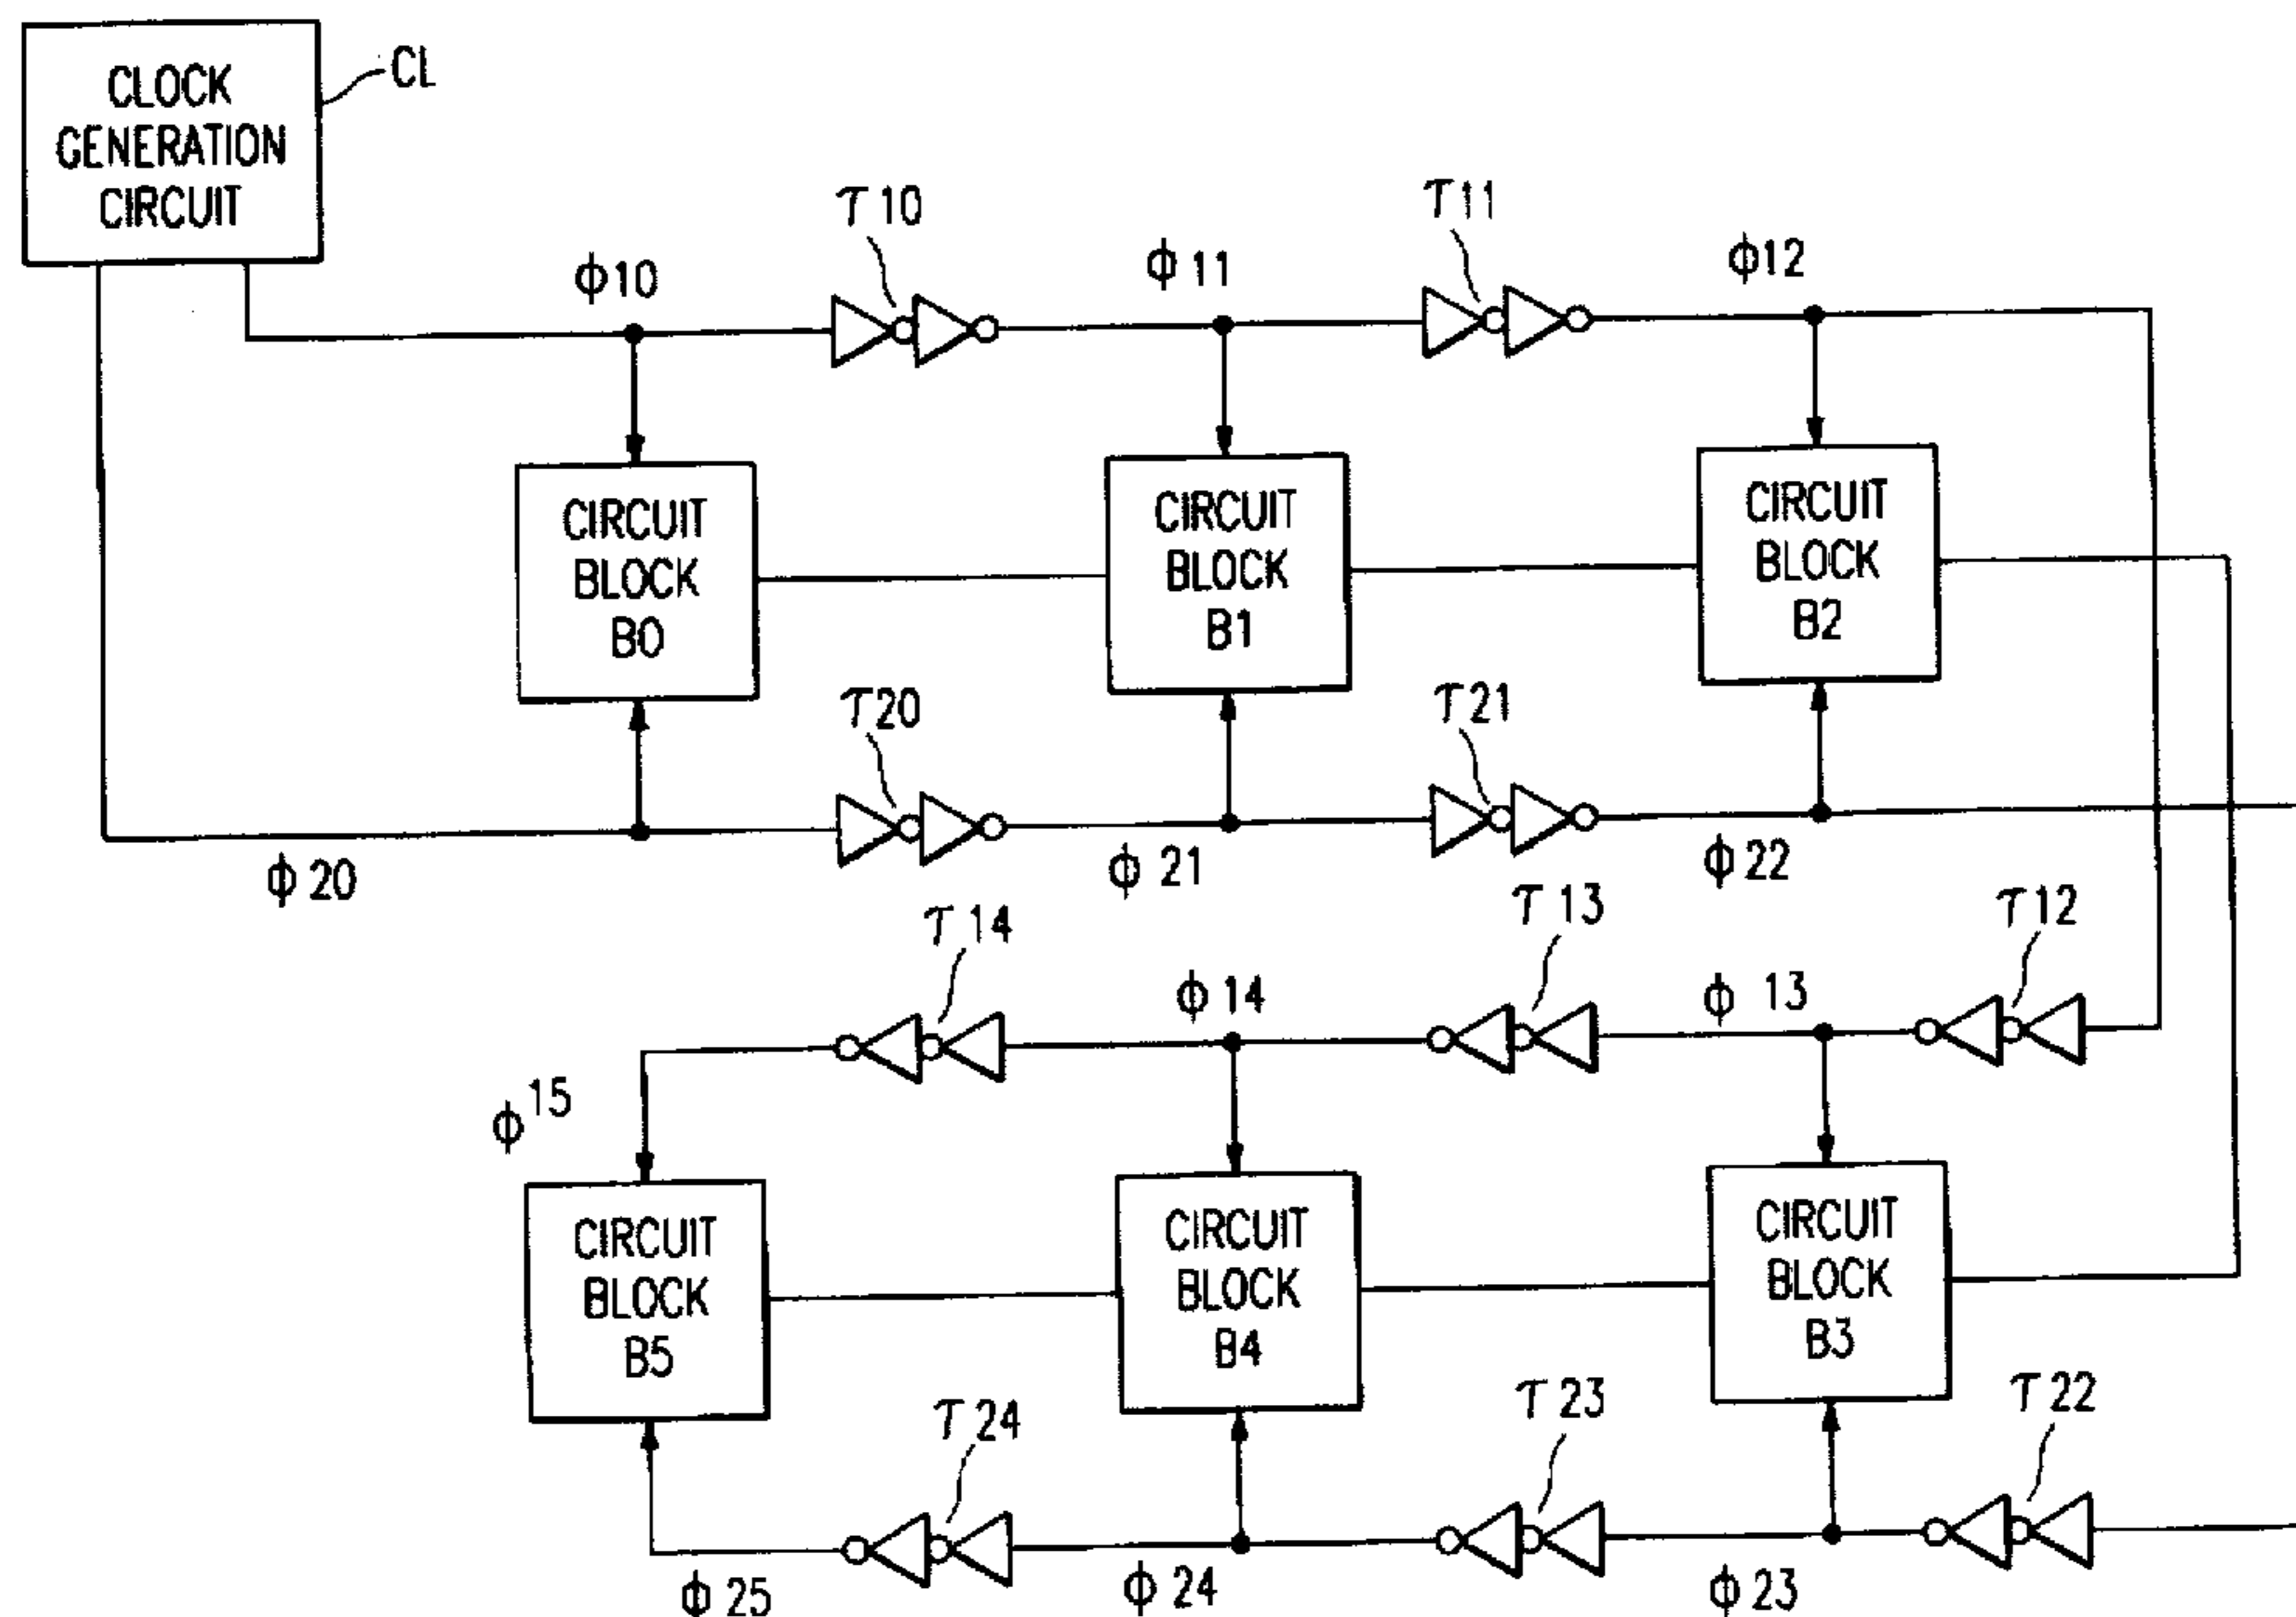 CLOCK
GENERATION
CIRCUIT
CL
τ10
τ11
φ10
φ11
φ12
CIRCUIT
BLOCK
B0
CIRCUIT
BLOCK
B1
CIRCUIT
BLOCK
B2
τ20
τ21
φ20
φ21
φ22
τ14
τ13
τ12
φ14
φ13
φ15
CIRCUIT
BLOCK
B5
CIRCUIT
BLOCK
B4
CIRCUIT
BLOCK
B3
τ24
τ23
τ22
φ25
φ24
φ23